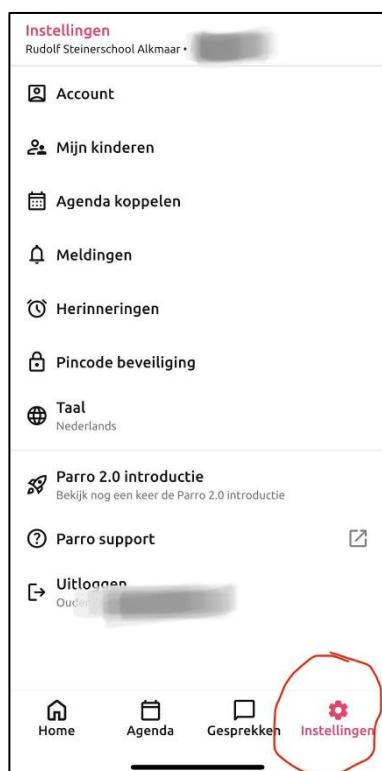 Instellingen
Rudolf Steinerschool Alkmaar •
Account
Mijn kinderen
Agenda koppelen
Meldingen
Herinneringen
Pincode beveiliging
Taal
Nederlands
Parro 2.0 introductie
Bekijk nog een keer de Parro 2.0 introductie
Parro support
Uitloggen
Home
Agenda
Gesprekken
Instellingen